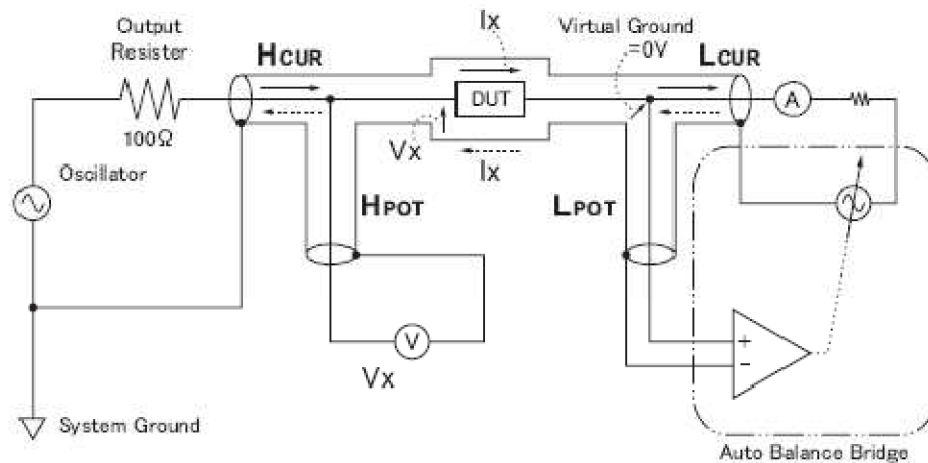 Output
Resister
100Ω
Oscillator
System Ground
HCUR
Ix
Virtual Ground
=0V
LCUR
DUT
A
Vx
Ix
HPOT
LPOT
V
Vx
+
−
Auto Balance Bridge